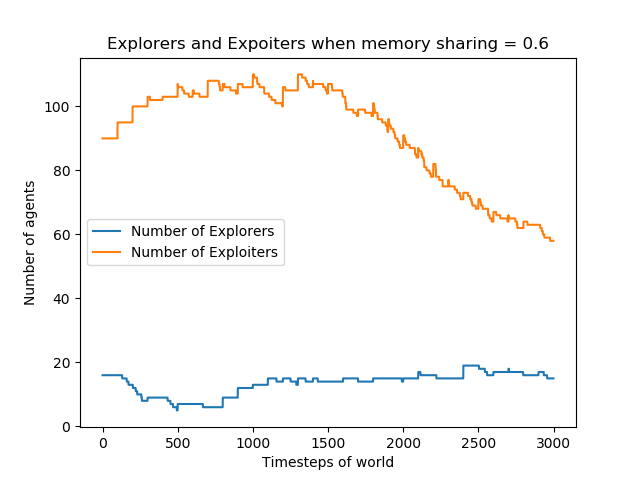 Explorers and Expoiters when memory sharing = 0.6
Number of agents
100
80
60
40
20
0
Number of Explorers
Number of Exploiters
0 500 1000 1500 2000 2500 3000
Timesteps of world